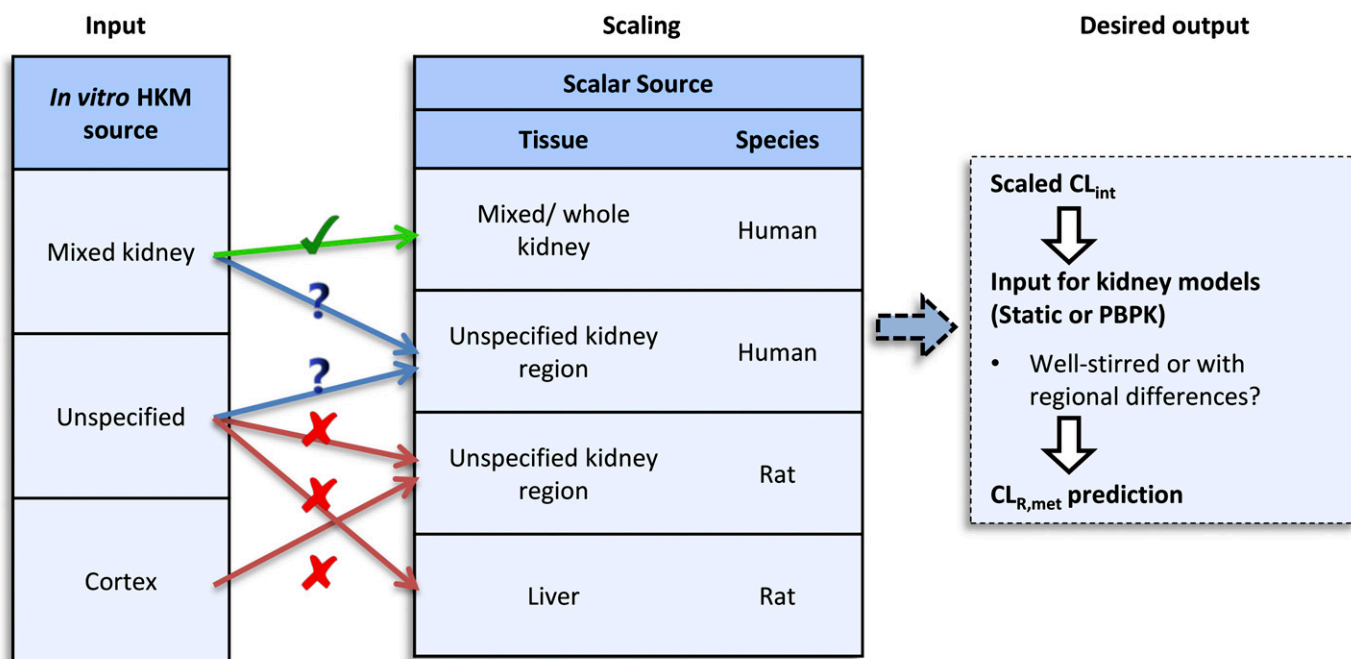 Input
Scaling
Desired output
In vitro HKM
source
Scalar Source
Tissue
Species
Mixed kidney
Unspecified
Cortex
Mixed/ whole
kidney
Human
Unspecified kidney
region
Human
Unspecified kidney
region
Rat
Liver
Rat
?
?
Scaled CLint
Input for kidney models
(Static or PBPK)
• Well-stirred or with
regional differences?
CLR,met prediction